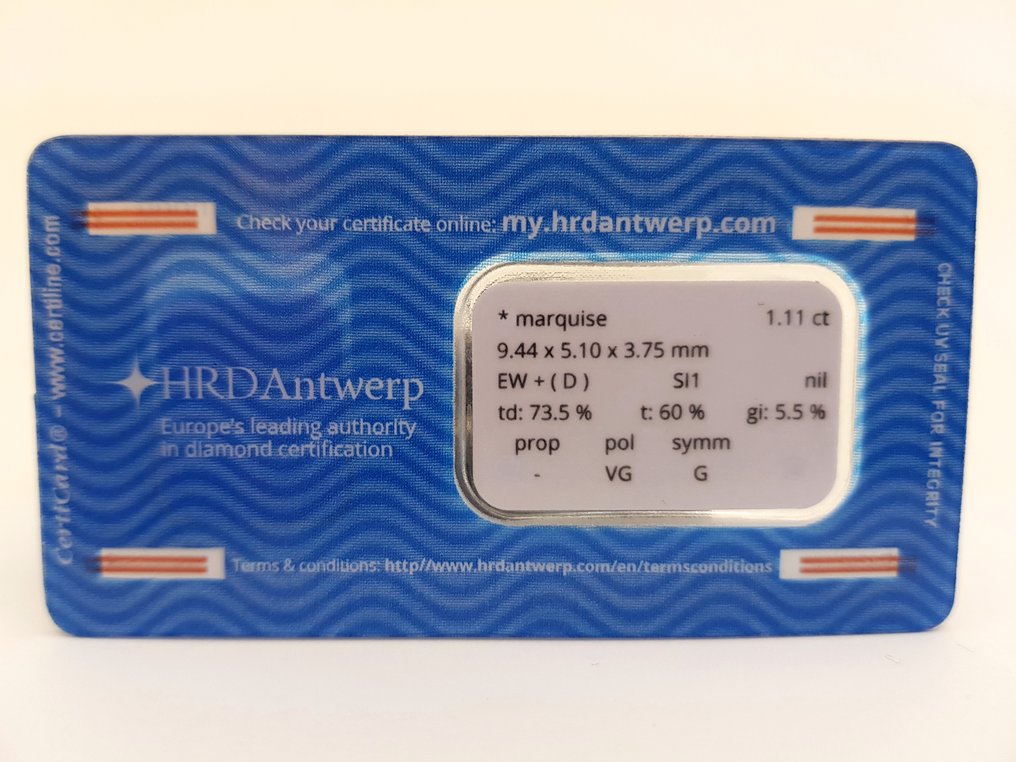 Check your certificate online: my.hrdantwerp.com
CertiCard® - www.certiline.com
HRDAntwerp
Europe's leading authority
in diamond certification
* marquise 1.11 ct
9.44 x 5.10 x 3.75 mm
EW + ( D ) SI1 nil
td: 73.5 % t: 60 % gi: 5.5 %
prop pol symm
- VG G
CHECK UV SEAL FOR INTEGRITY
Terms & conditions: http//www.hrdantwerp.com/en/termsconditions